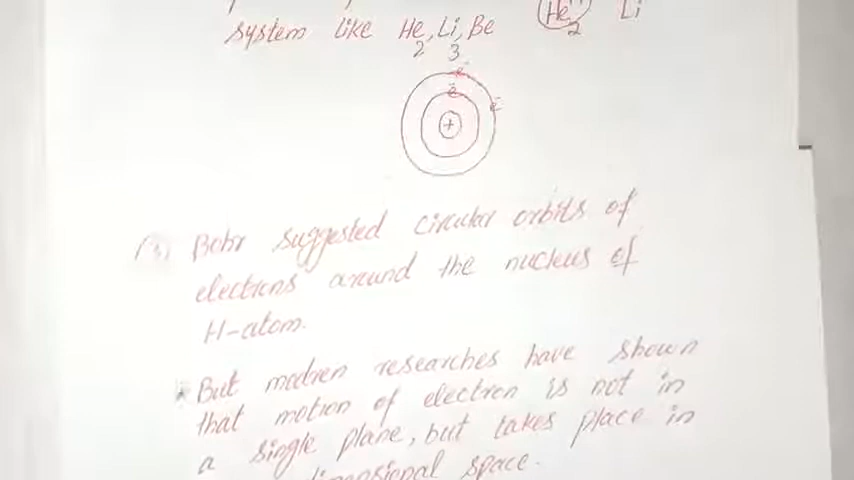 system like He, Li, Be He Li
2 3 2
e-
e- e-
+
(3) Bohr suggested circular orbits of
electrons around the nucleus of
H-atom.
* But modren researches have shown
that motion of electron is not in
a single plane, but takes place in
dimensional space.